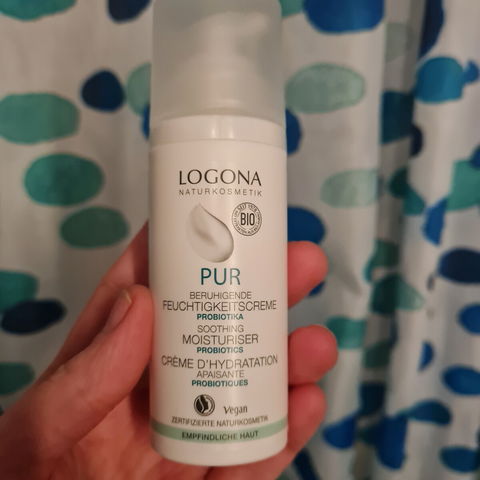 LOGONA
NATURKOSMETIK
BIO
PUR
BERUHIGENDE
FEUCHTIGKEITSCREME
PROBIOTIKA
SOOTHING
MOISTURISER
PROBIOTICS
CRÈME D'HYDRATATION
APAISANTE
PROBIOTIQUES
Vegan
ZERTIFIZIERTE NATURKOSMETIK
EMPFINDLICHE HAUT